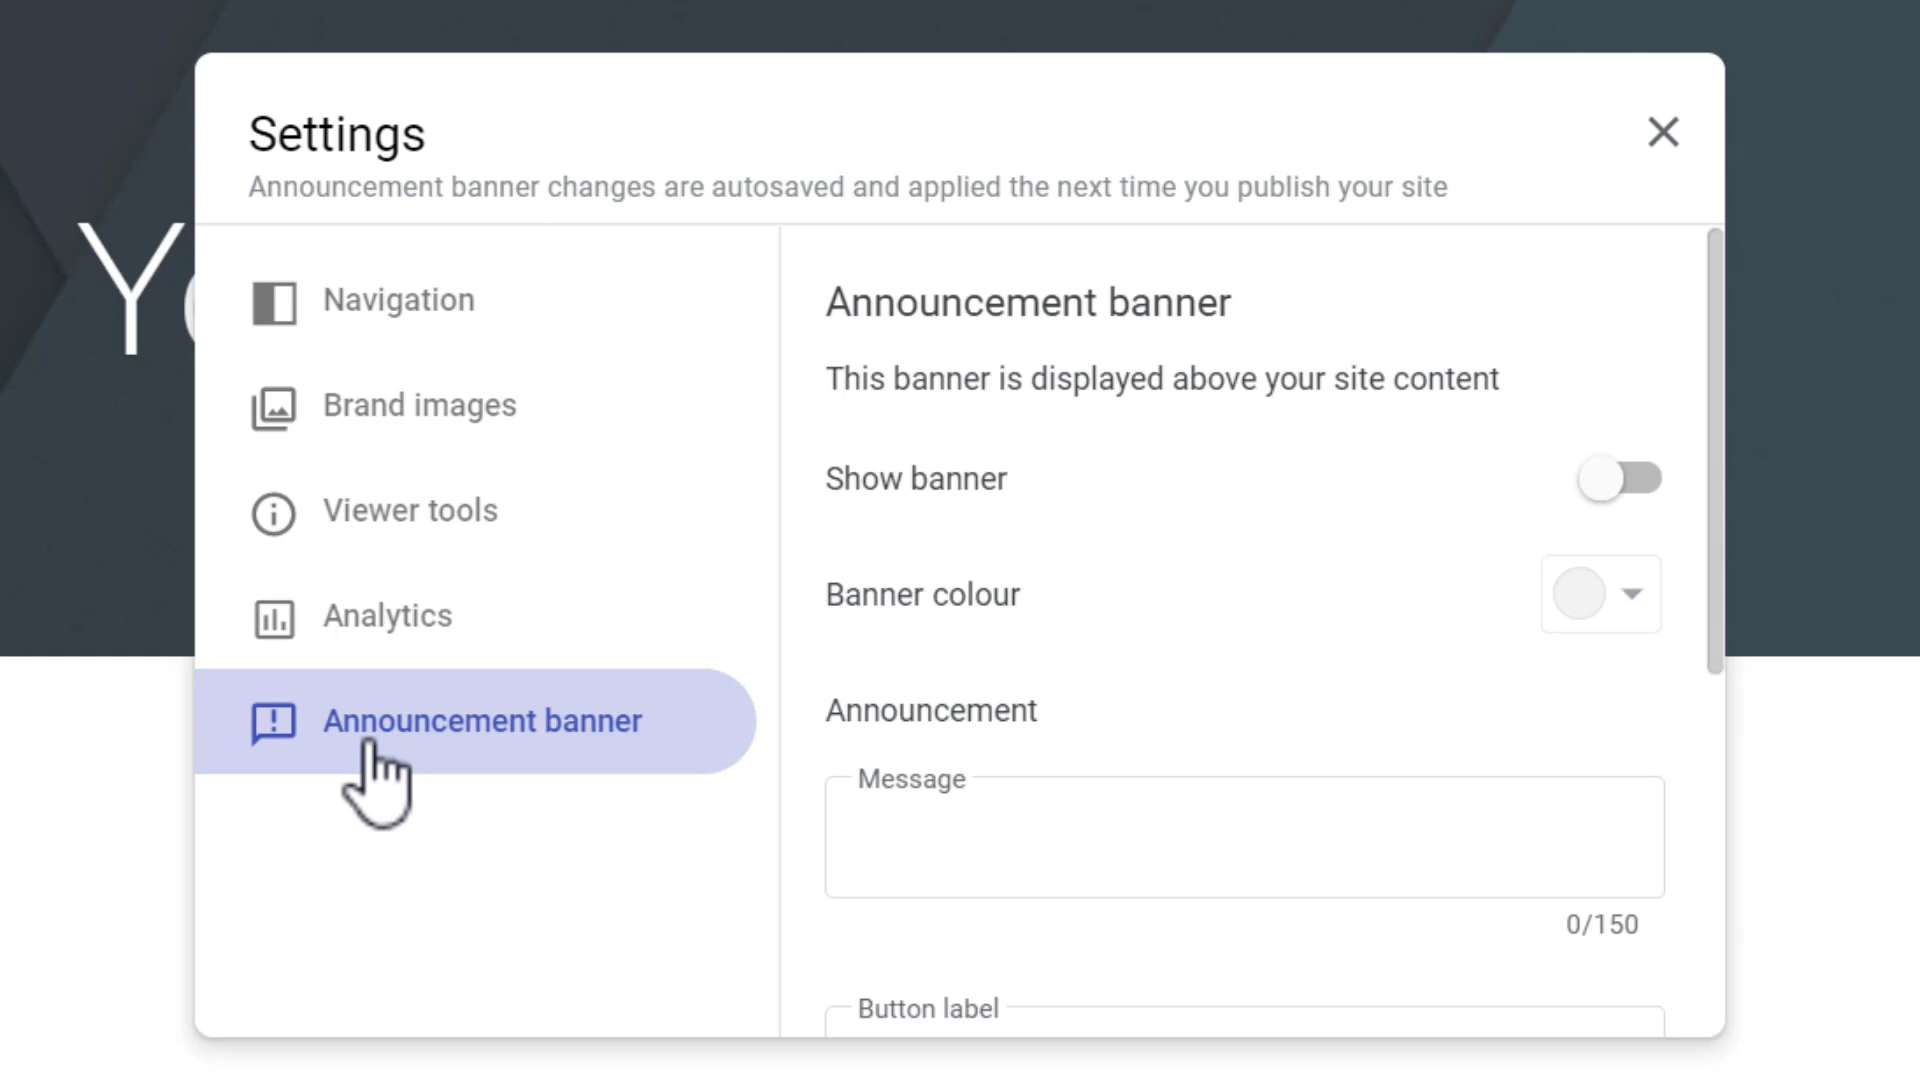 Settings
Announcement banner changes are autosaved and applied the next time you publish your site
Navigation
Brand images
Viewer tools
Analytics
Announcement banner
Announcement banner
This banner is displayed above your site content
Show banner
Banner colour
Announcement
Message
0/150
Button label